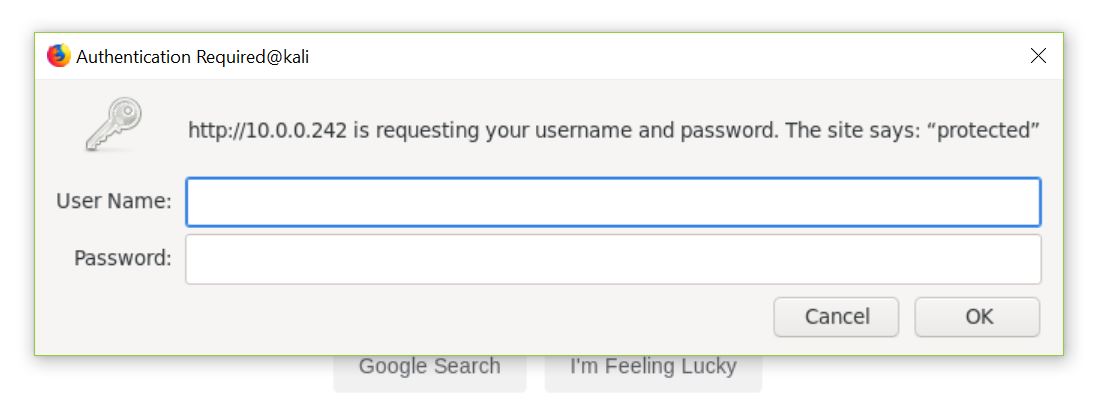 Authentication Required@kali
http://10.0.0.242 is requesting your username and password. The site says: “protected”
User Name:
Password:
Cancel OK
Google Search I'm Feeling Lucky